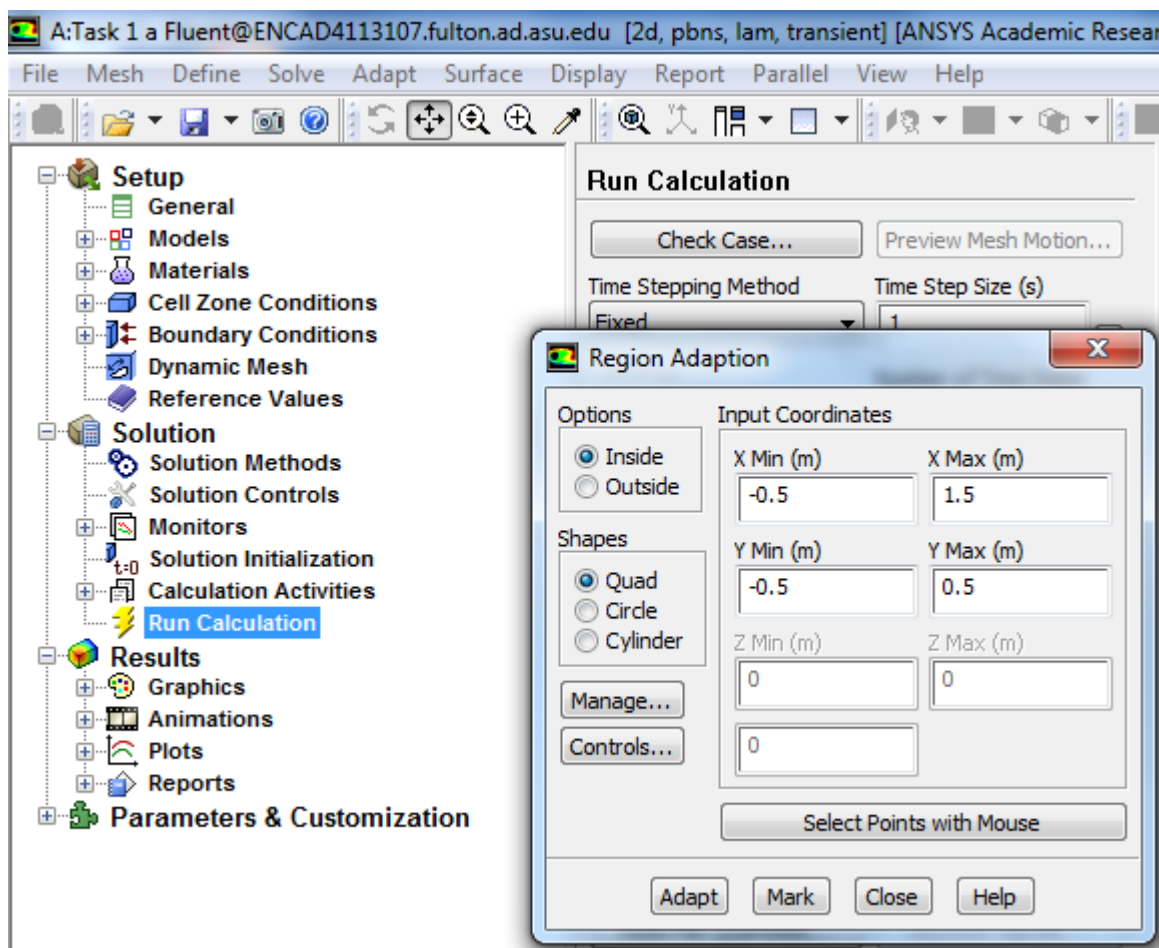 A:Task 1 a Fluent@ENCAD4113107.fulton.ad.asu.edu [2d, pbns, lam, transient] [ANSYS Academic Resear
File Mesh Define Solve Adapt Surface Display Report Parallel View Help
Setup
General
Models
Materials
Cell Zone Conditions
Boundary Conditions
Dynamic Mesh
Reference Values
Solution
Solution Methods
Solution Controls
Monitors
t=0 Solution Initialization
Calculation Activities
Run Calculation
Results
Graphics
Animations
Plots
Reports
Parameters & Customization
Run Calculation
Check Case... Preview Mesh Motion...
Time Stepping Method Time Step Size (s)
Fixed 1
Region Adaption
X
Options
Inside
Outside
Shapes
Quad
Circle
Cylinder
Manage...
Controls...
Input Coordinates
X Min (m) X Max (m)
-0.5 1.5
Y Min (m) Y Max (m)
-0.5 0.5
Z Min (m) Z Max (m)
0 0
0
Select Points with Mouse
Adapt Mark Close Help